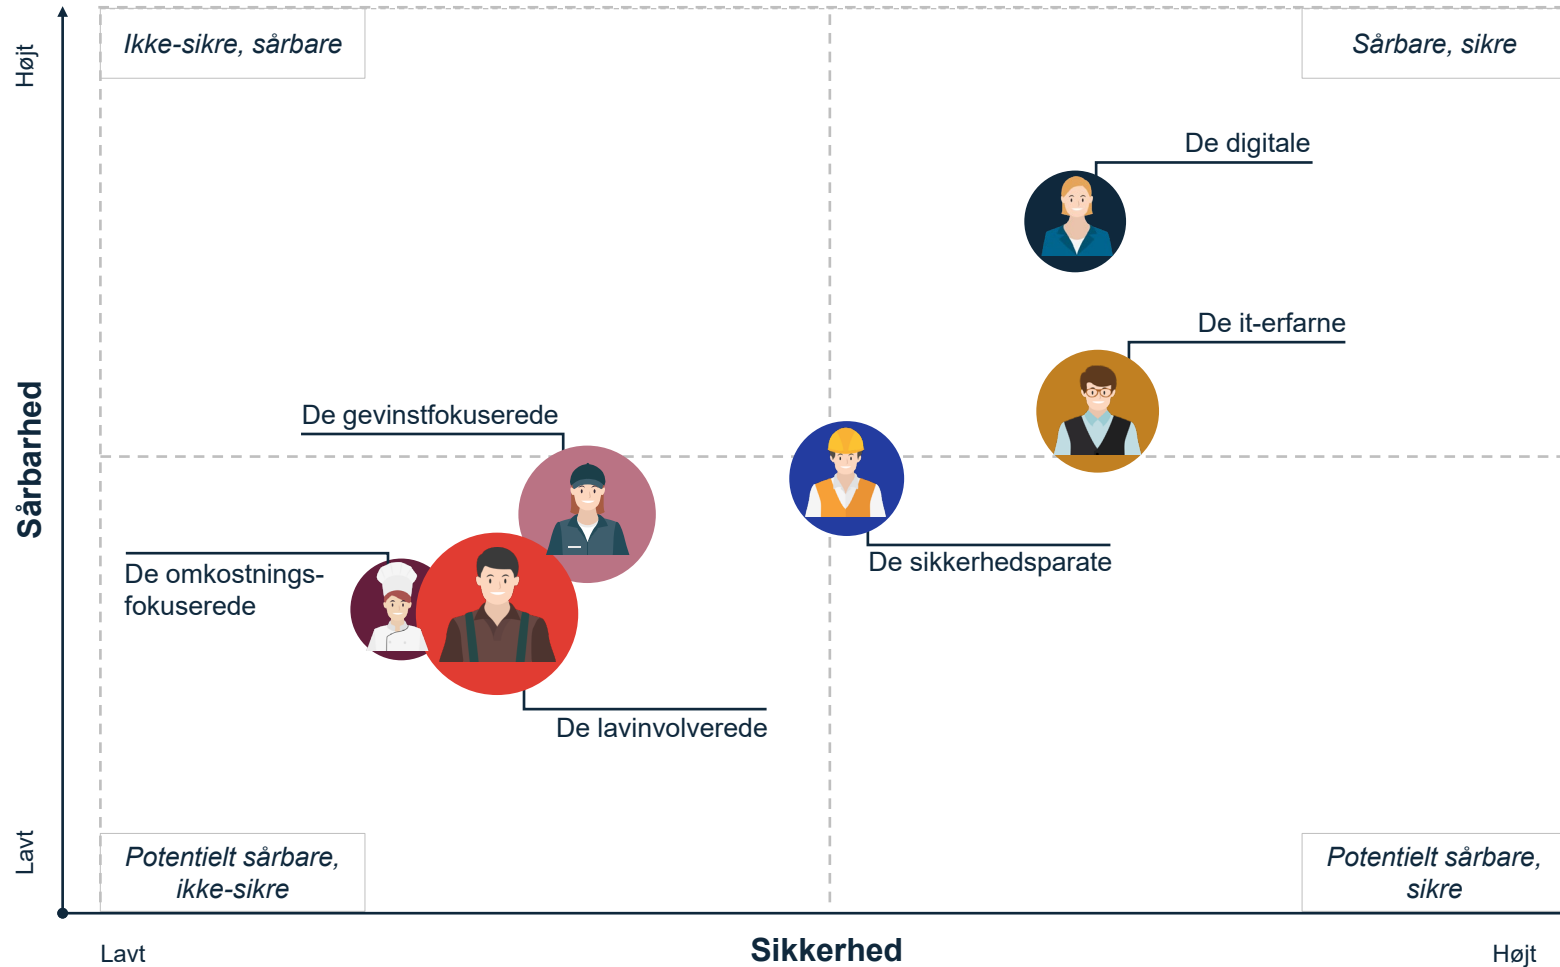 Højt
Ikke-sikre, sårbare
Sårbare, sikre
De digitale
De it-erfarne
De gevinstfokuserede
Sårbarhed
De omkostnings-
fokuserede
De sikkerhedsparate
De lavinvolverede
Lavt
Potentielt sårbare,
ikke-sikre
Potentielt sårbare,
sikre
Lavt
Sikkerhed
Højt